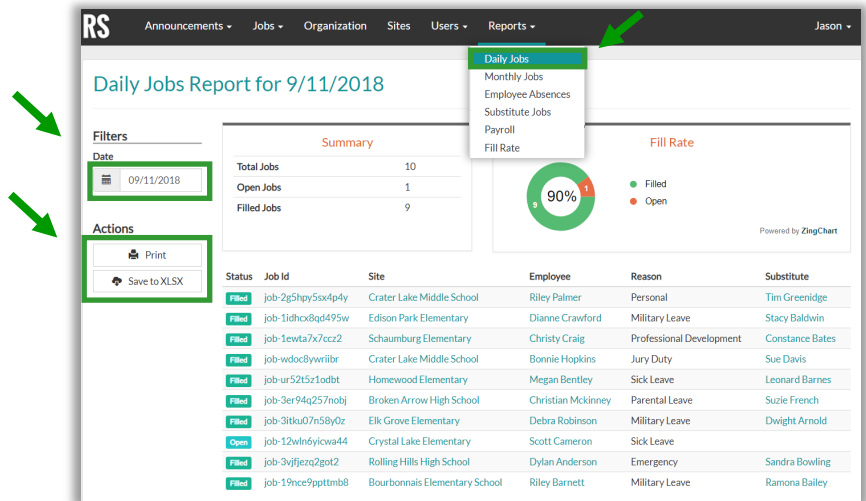 RS Announcements Jobs Organization Sites Users Reports Jason
Daily Jobs
Monthly Jobs
Employee Absences
Substitute Jobs
Payroll
Fill Rate
Daily Jobs Report for 9/11/2018
Filters
Date
09/11/2018
Actions
Print
Save to XLSX
Summary
Total Jobs 10
Open Jobs 1
Filled Jobs 9
Fill Rate
90%
9
1
Filled
Open
Powered by ZingChart
Status Job Id Site Employee Reason Substitute
Filled job-2g5hpy5sx4p4y Crater Lake Middle School Riley Palmer Personal Tim Greenidge
Filled job-1idhcx8qd495w Edison Park Elementary Dianne Crawford Military Leave Stacy Baldwin
Filled job-1ewta7x7ccz2 Schaumburg Elementary Christy Craig Professional Development Constance Bates
Filled job-wdoc8ywriibr Crater Lake Middle School Bonnie Hopkins Jury Duty Sue Davis
Filled job-ur52t5z1odbt Homewood Elementary Megan Bentley Sick Leave Leonard Barnes
Filled job-3er94q257nobj Broken Arrow High School Christian Mckinney Parental Leave Suzie French
Filled job-3itku07n58y0z Elk Grove Elementary Debra Robinson Military Leave Dwight Arnold
Open job-12wln6yicwa44 Crystal Lake Elementary Scott Cameron Sick Leave
Filled job-3vjfjezq2got2 Rolling Hills High School Dylan Anderson Emergency Sandra Bowling
Filled job-19nce9ppttmb8 Bourbonnais Elementary School Riley Barnett Military Leave Ramona Bailey